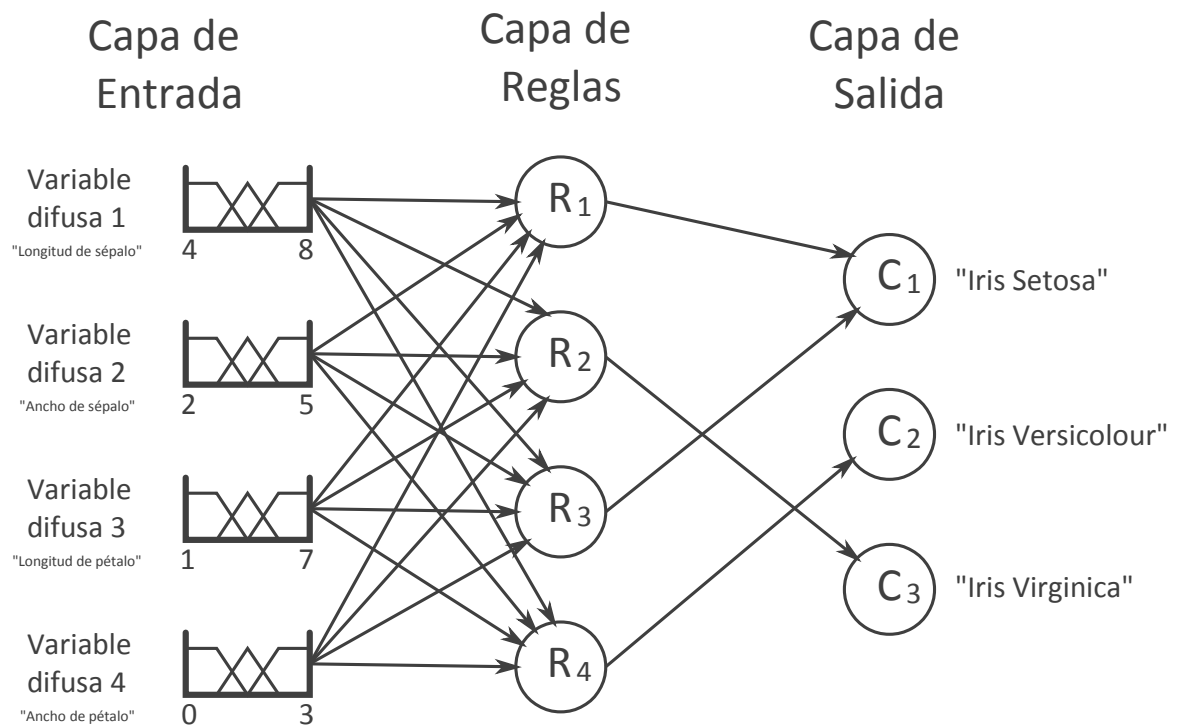 Capa de
Entrada
Capa de
Reglas
Capa de
Salida
Variable
difusa 1
"Longitud de sépalo"
4 8
Variable
difusa 2
"Ancho de sépalo"
2 5
Variable
difusa 3
"Longitud de pétalo"
1 7
Variable
difusa 4
"Ancho de pétalo"
0 3
R1
R2
R3
R4
C1 "Iris Setosa"
C2 "Iris Versicolour"
C3 "Iris Virginica"